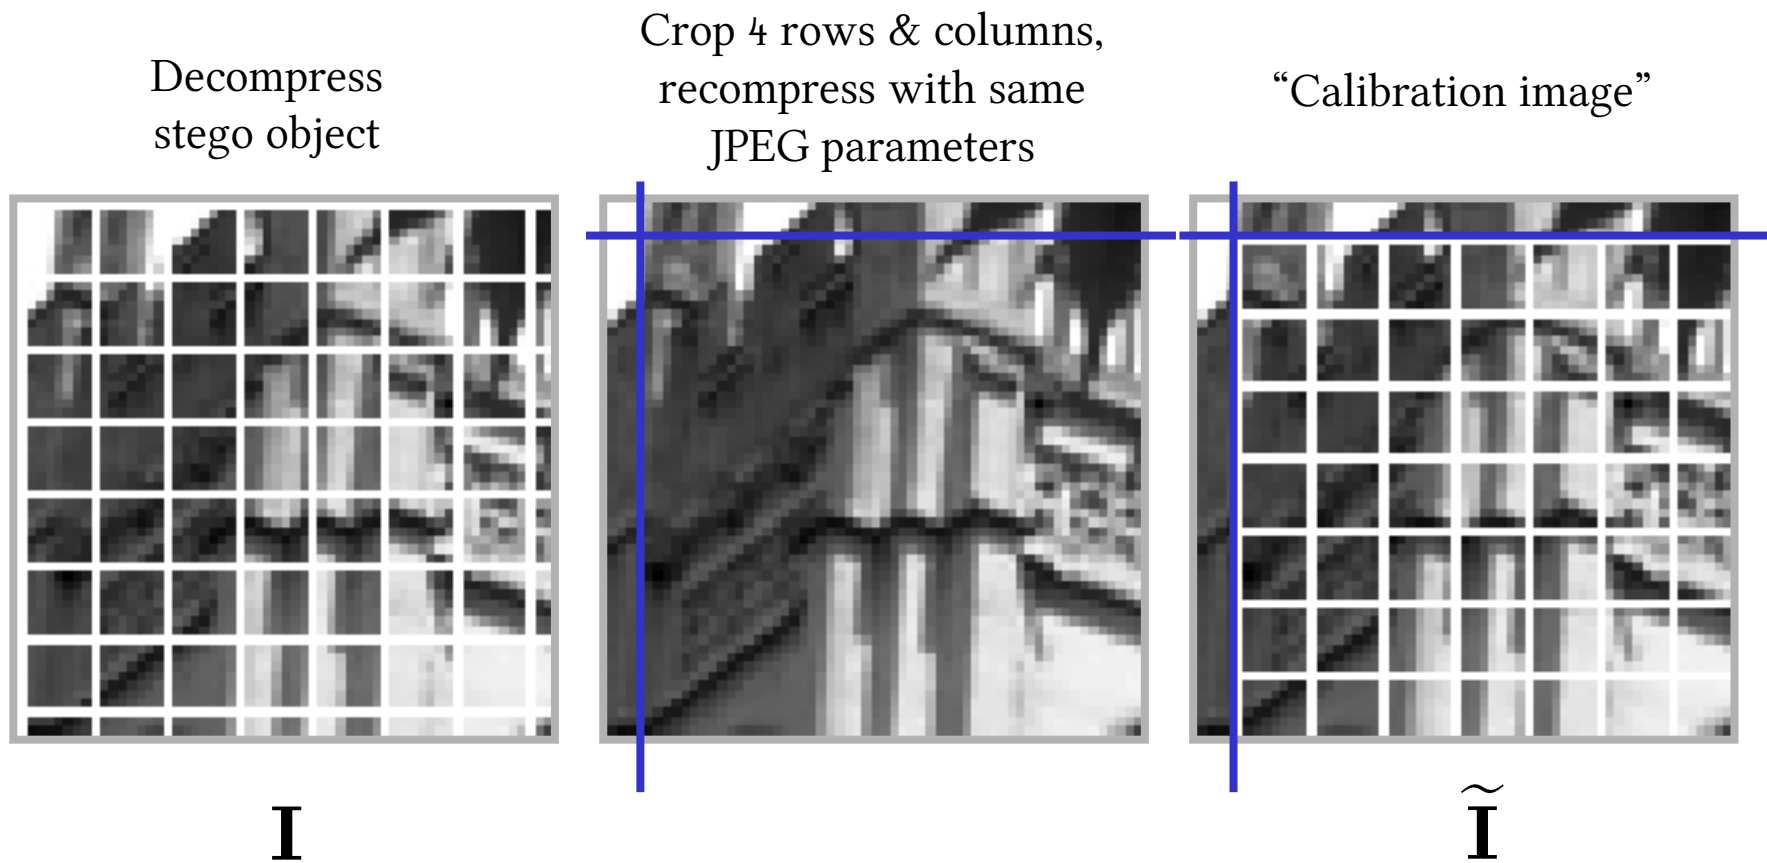 Decompress
stego object
Crop 4 rows & columns,
recompress with same
JPEG parameters
“Calibration image”
I
Ĩ